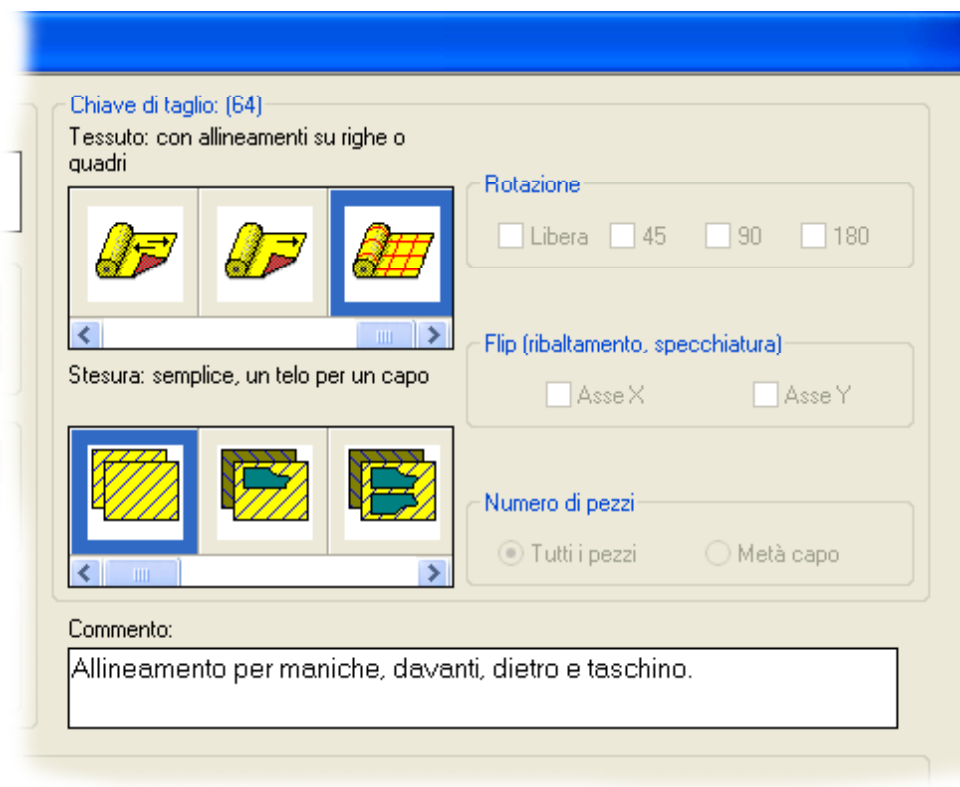 Chiave di taglio: (64)
Tessuto: con allineamenti su righe o
quadri
Rotazione
Libera 45 90 180
Flip (ribaltamento, specchiatura)
Asse X Asse Y
Stesura: semplice, un telo per un capo
Numero di pezzi
Tutti i pezzi Metà capo
Commento:
Allineamento per maniche, davanti, dietro e taschino.